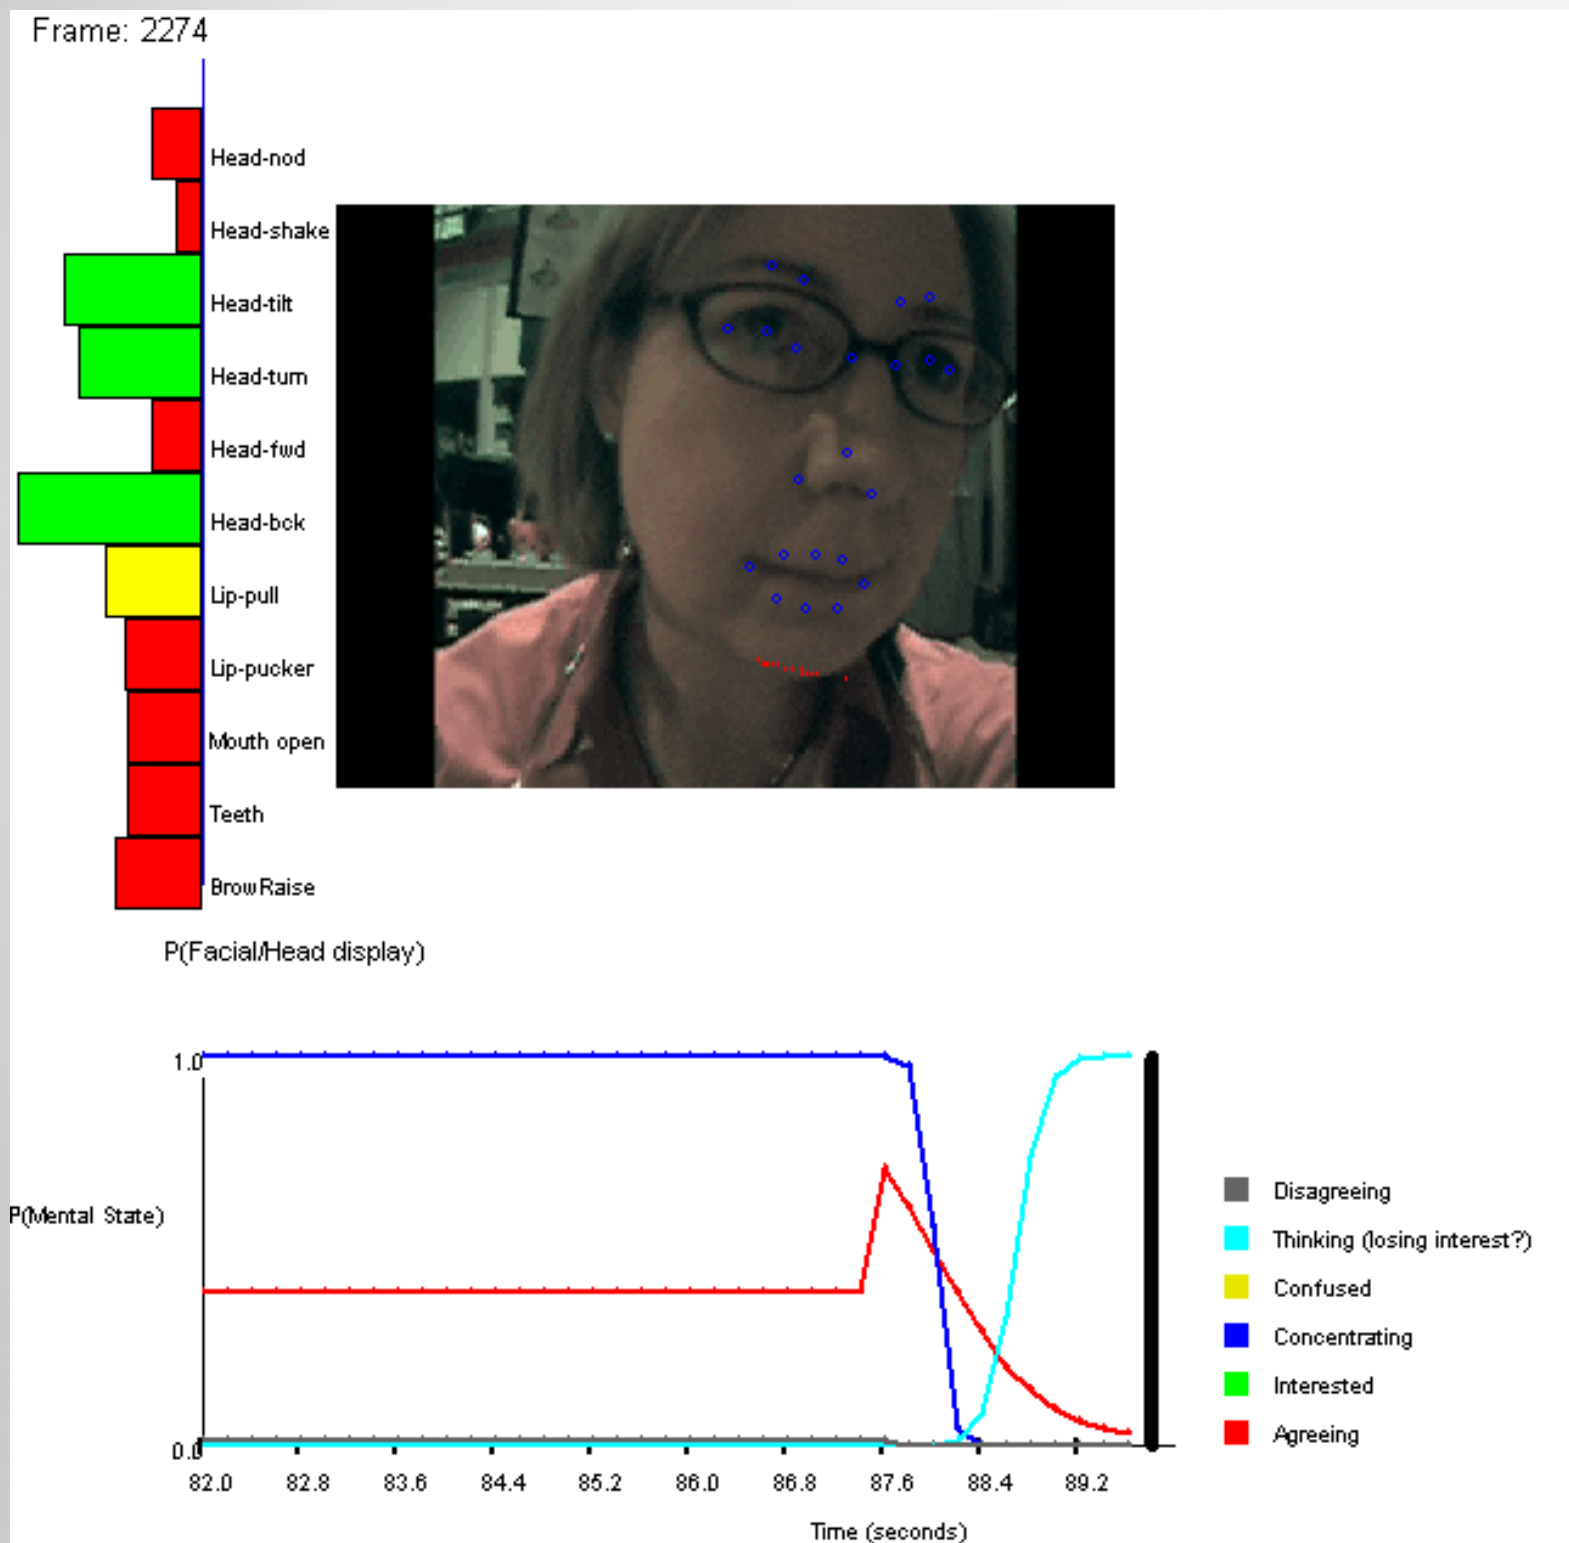 Frame: 2274
Head-nod
Head-shake
Head-tilt
Head-turn
Head-fwd
Head-bck
Lip-pull
Lip-pucker
Mouth open
Teeth
Brow Raise
P(Facial/Head display)
1.0
P(Mental State)
0.0
82.0 82.8 83.6 84.4 85.2 86.0 86.8 87.6 88.4 89.2
Time (seconds)
Disagreeing
Thinking (losing interest?)
Confused
Concentrating
Interested
Agreeing